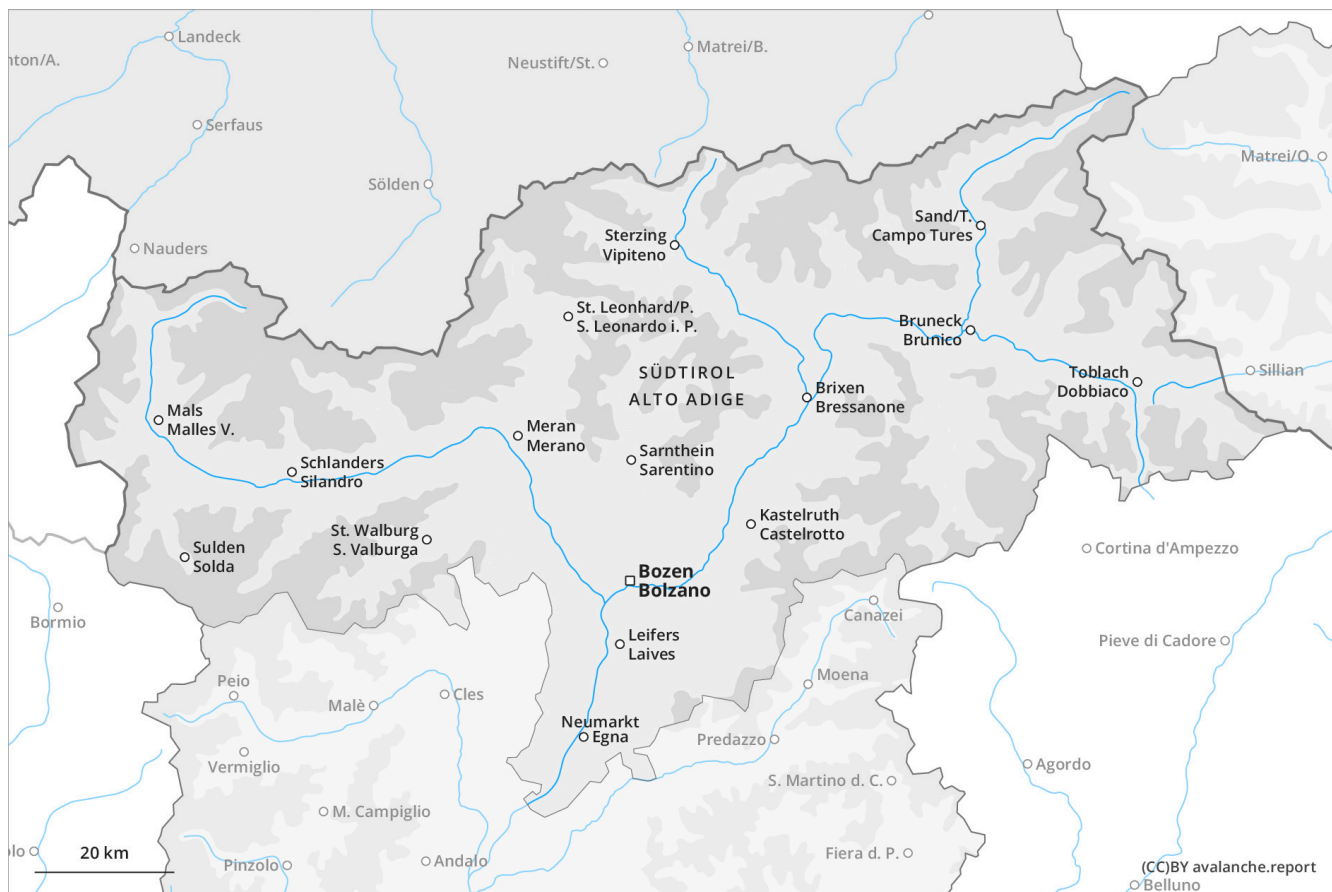 Landeck
nton/A.
Matrei/B.
Neustift/St.
Serfaus
Matrei/O.
Sölden
Sand/T.
Campo Tures
Sterzing
Vipiteno
Nauders
St. Leonhard/P.
S. Leonardo i. P.
Bruneck
Brunico
SÜDTIROL
ALTO ADIGE
Toblach
Dobbiaco
Sillian
Brixen
Bressanone
Mals
Malles V.
Meran
Merano
Sarnthein
Sarentino
Schlanders
Silandro
Kastelruth
Castelrotto
St. Walburg
S. Valburga
Sulden
Solda
Cortina d'Ampezzo
Bozen
Bolzano
Bormio
Canazei
Leifers
Laives
Pieve di Cadore
Peio
Moena
Cles
Malè
Neumarkt
Egna
Predazzo
Vermiglio
Agordo
S. Martino d. C.
M. Campiglio
olo
20 km
Pinzolo
Andalo
Fiera d. P.
(CC)BY avalanche.report
Belluno